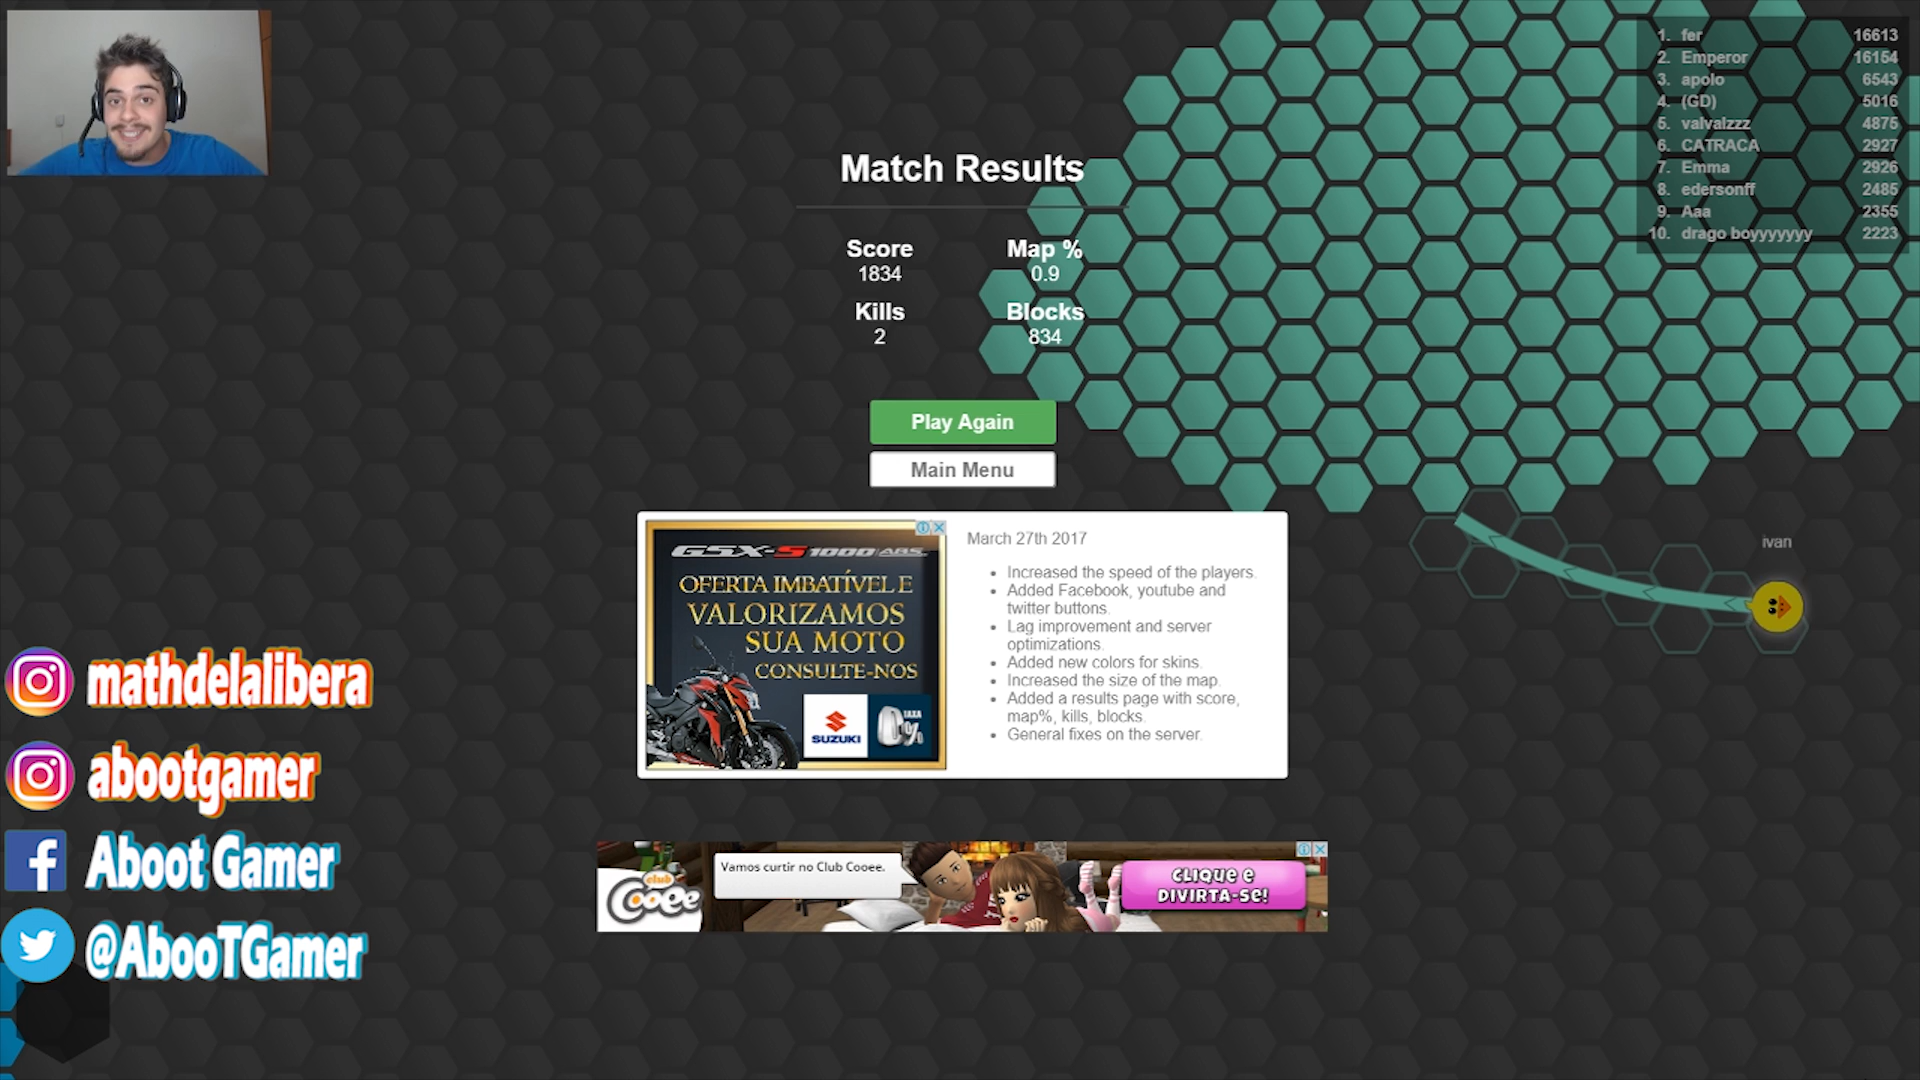 1. fer 16613
2. Emperor 16154
3. apolo 6543
4. (GD) 5016
5. valvalzzz 4875
6. CATRACA 2927
7. Emma 2926
8. edersonff 2485
9. Aaa 2355
10. drago boyyyyyyy 2223
Match Results
Score Map %
1834 0.9
Kills Blocks
2 834
Play Again
Main Menu
GSX-S 1000 ABS
OFERTA IMBATÍVEL E
VALORIZAMOS
SUA MOTO
CONSULTE-NOS
SUZUKI
TAXA
0%
March 27th 2017
• Increased the speed of the players.
• Added Facebook, youtube and
twitter buttons.
• Lag improvement and server
optimizations.
• Added new colors for skins.
• Increased the size of the map.
• Added a results page with score,
map%, kills, blocks.
• General fixes on the server.
ivan
mathdelalibera
abootgamer
Aboot Gamer
@AbooTGamer
club
Cooee
Vamos curtir no Club Cooee.
CLIQUE E
DIVIRTA-SE!